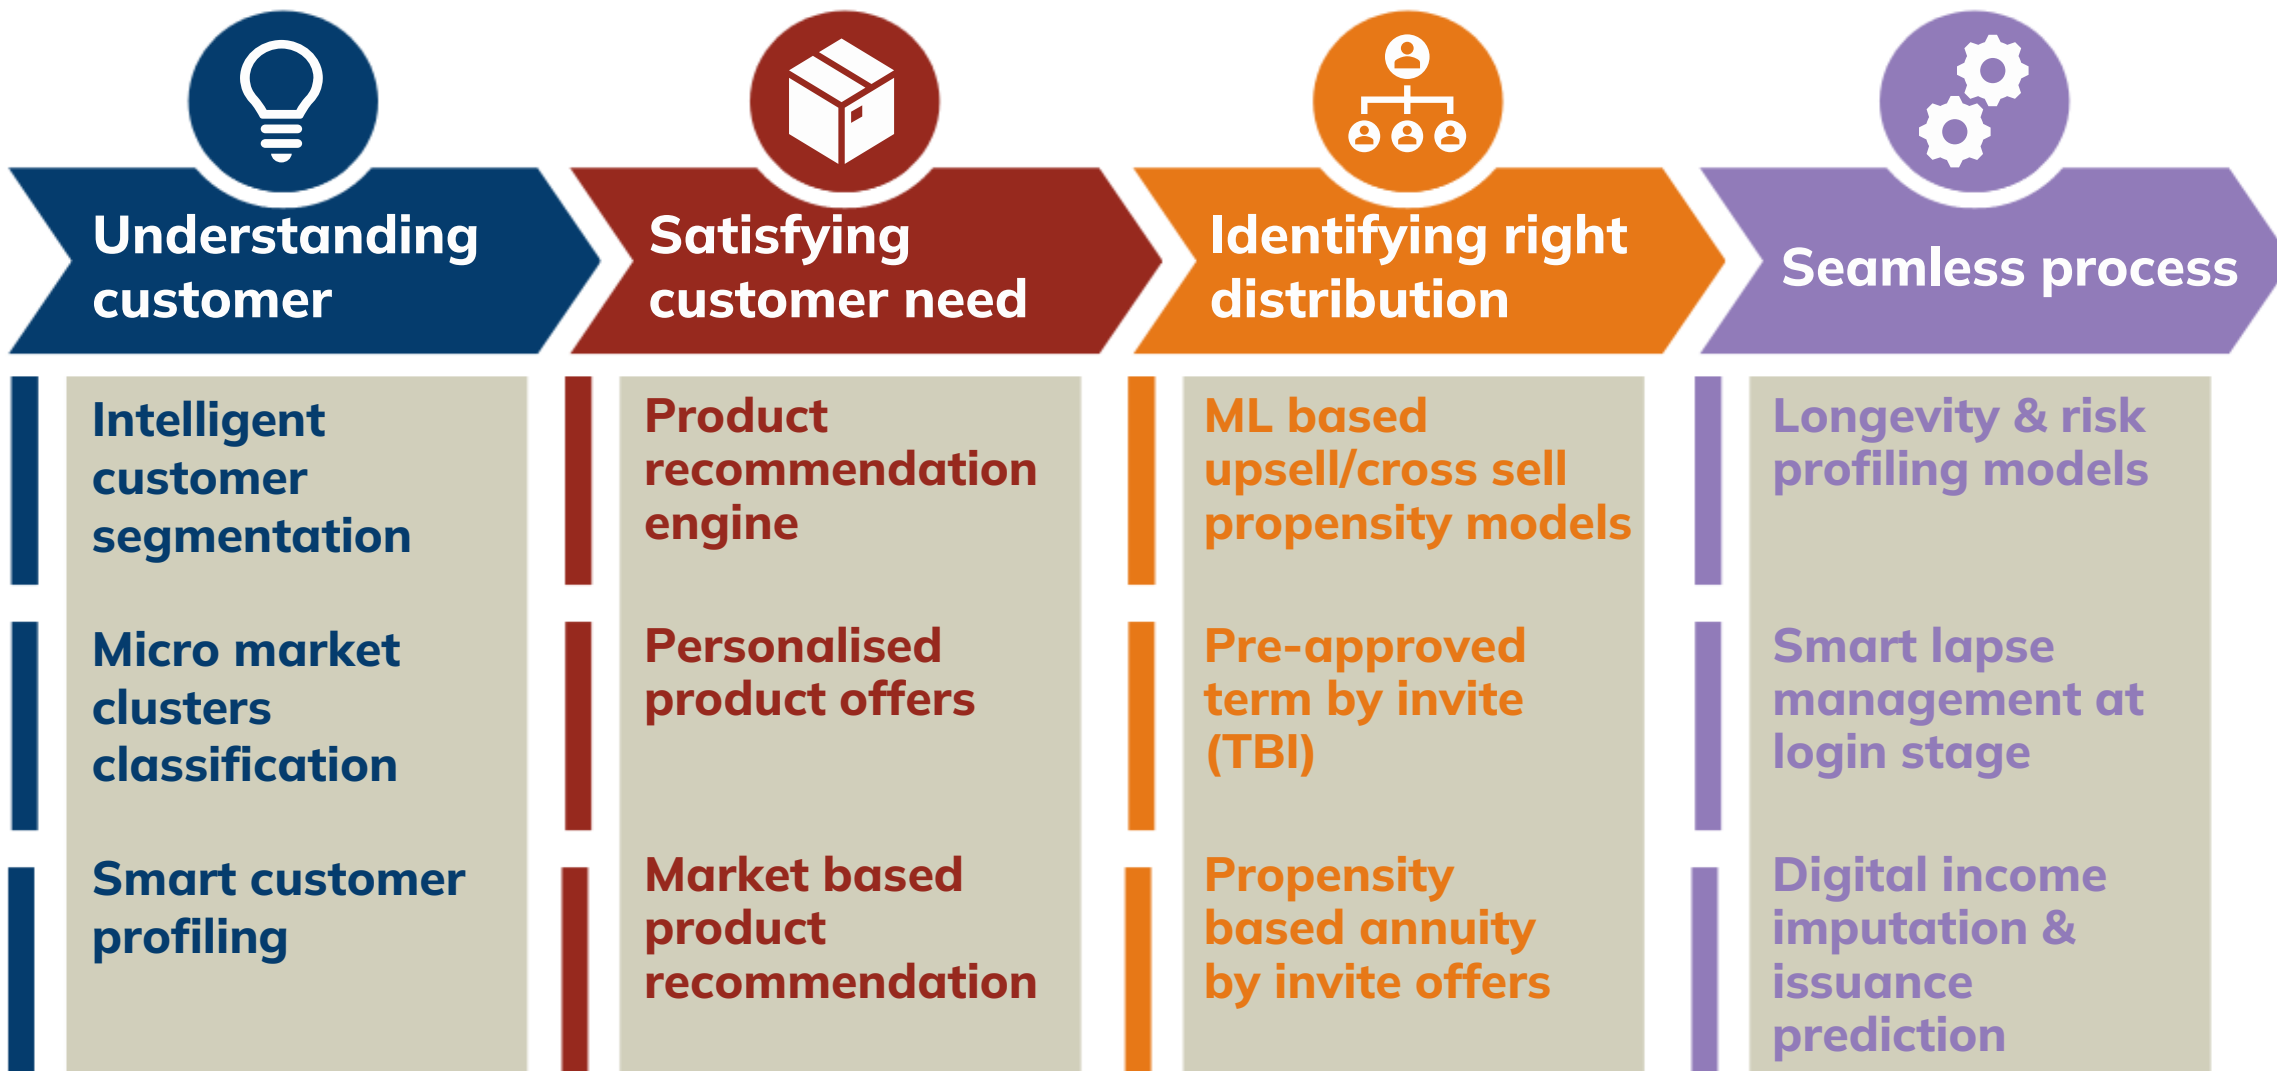 Understanding
customer
Satisfying
customer need
Identifying right
distribution
Seamless process
Intelligent
customer
segmentation
Micro market
clusters
classification
Smart customer
profiling
Product
recommendation
engine
Personalised
product offers
Market based
product
recommendation
ML based
upsell/cross sell
propensity models
Pre-approved
term by invite
(TBI)
Propensity
based annuity
by invite offers
Longevity & risk
profiling models
Smart lapse
management at
login stage
Digital income
imputation &
issuance
prediction